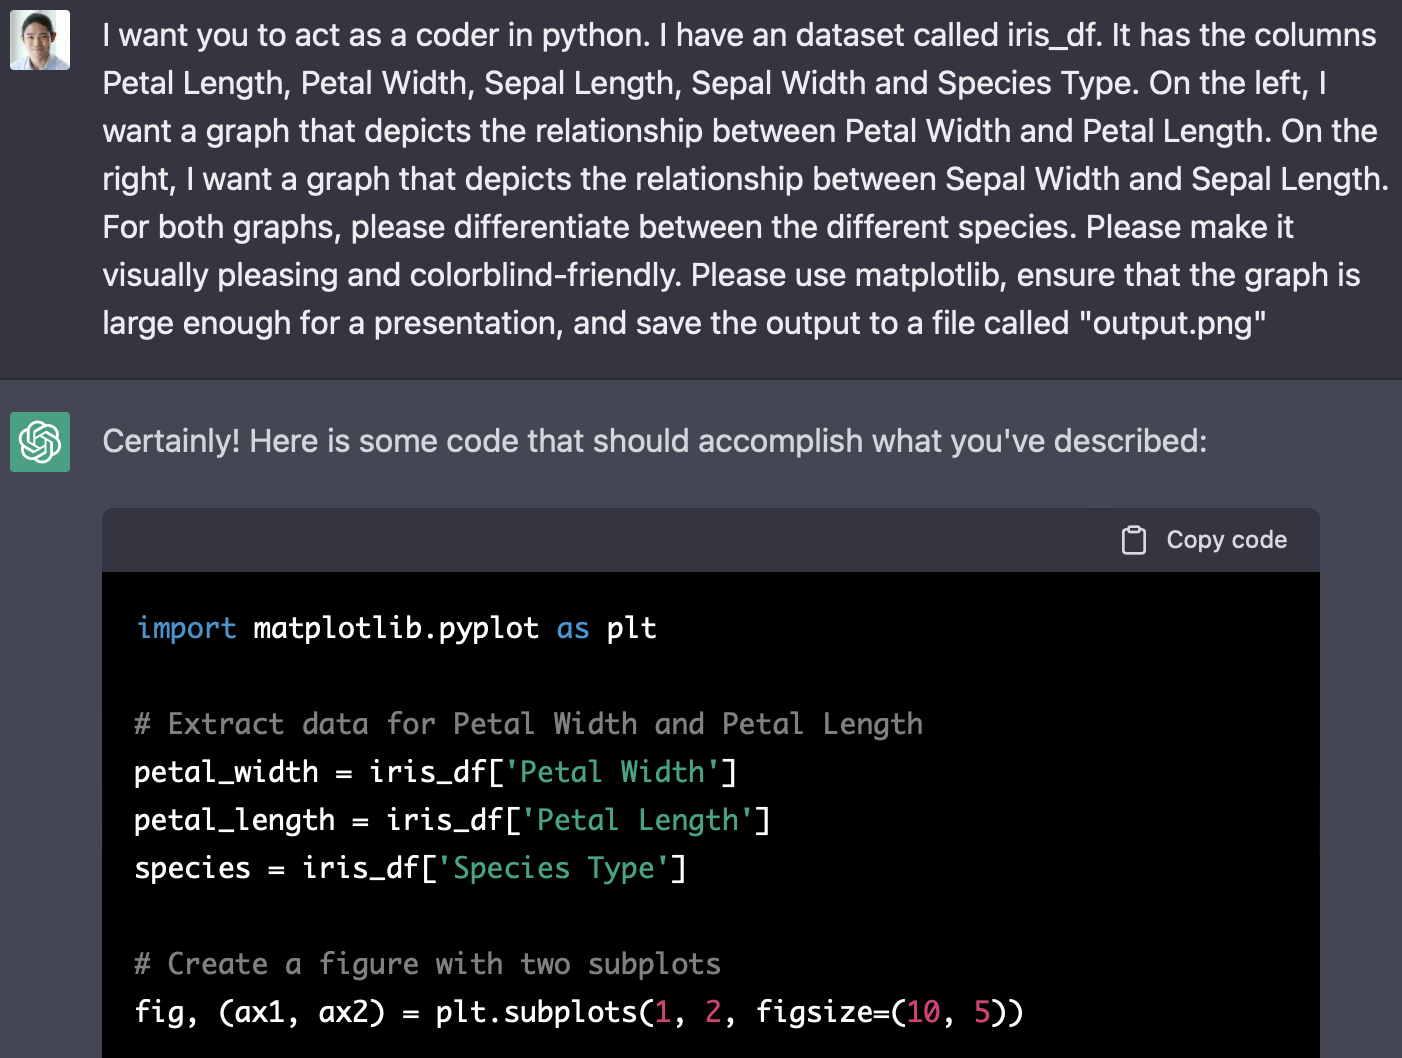 I want you to act as a coder in python. I have an dataset called iris_df. It has the columns
Petal Length, Petal Width, Sepal Length, Sepal Width and Species Type. On the left, I
want a graph that depicts the relationship between Petal Width and Petal Length. On the
right, I want a graph that depicts the relationship between Sepal Width and Sepal Length.
For both graphs, please differentiate between the different species. Please make it
visually pleasing and colorblind-friendly. Please use matplotlib, ensure that the graph is
large enough for a presentation, and save the output to a file called "output.png"
Certainly! Here is some code that should accomplish what you've described:
Copy code
import matplotlib.pyplot as plt
# Extract data for Petal Width and Petal Length
petal_width = iris_df['Petal Width']
petal_length = iris_df['Petal Length']
species = iris_df['Species Type']
# Create a figure with two subplots
fig, (ax1, ax2) = plt.subplots(1, 2, figsize=(10, 5))